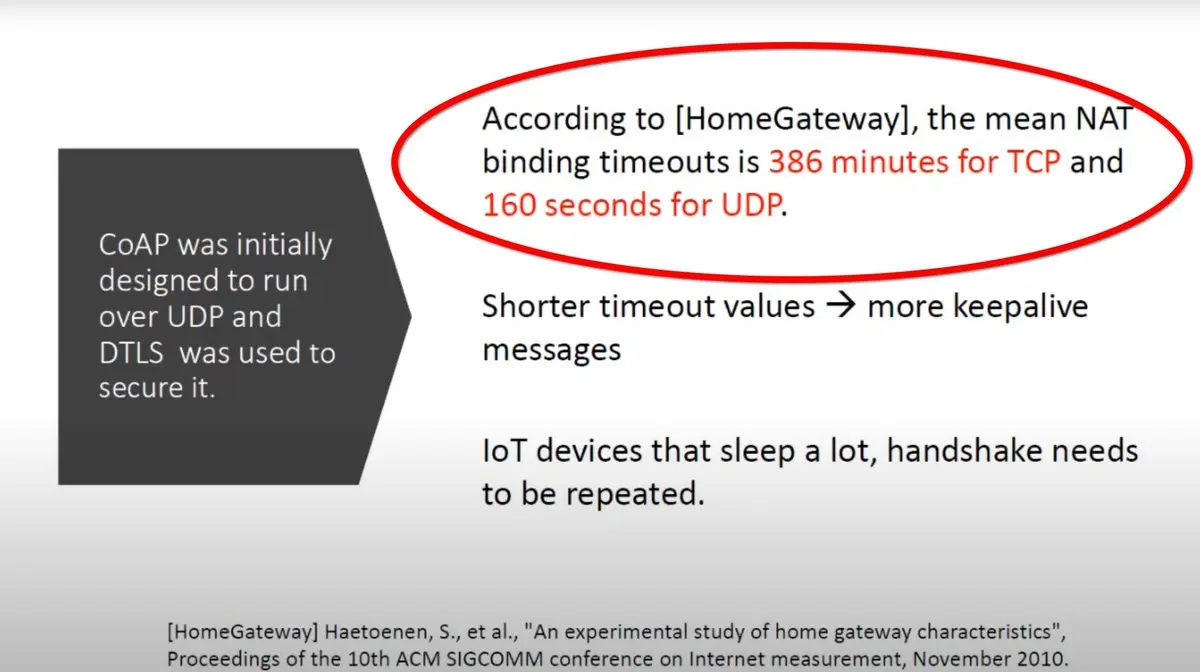 CoAP was initially
designed to run
over UDP and
DTLS was used to
secure it.
According to [HomeGateway], the mean NAT
binding timeouts is 386 minutes for TCP and
160 seconds for UDP.
Shorter timeout values → more keepalive
messages
IoT devices that sleep a lot, handshake needs
to be repeated.
[HomeGateway] Haetoenen, S., et al., "An experimental study of home gateway characteristics",
Proceedings of the 10th ACM SIGCOMM conference on Internet measurement, November 2010.